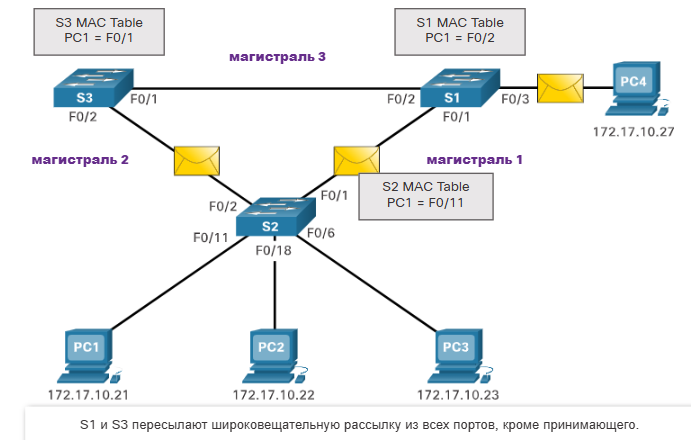 S3 MAC Table
PC1 = F0/1
S1 MAC Table
PC1 = F0/2
магистраль 3
S3
F0/1
F0/2
S1
F0/3
PC4
F0/2
F0/1
172.17.10.27
магистраль 2
магистраль 1
S2 MAC Table
PC1 = F0/11
F0/1
F0/2
S2
F0/11
F0/6
F0/18
PC1
PC2
PC3
172.17.10.21
172.17.10.22
172.17.10.23
S1 и S3 пересылают широковещательную рассылку из всех портов, кроме принимающего.